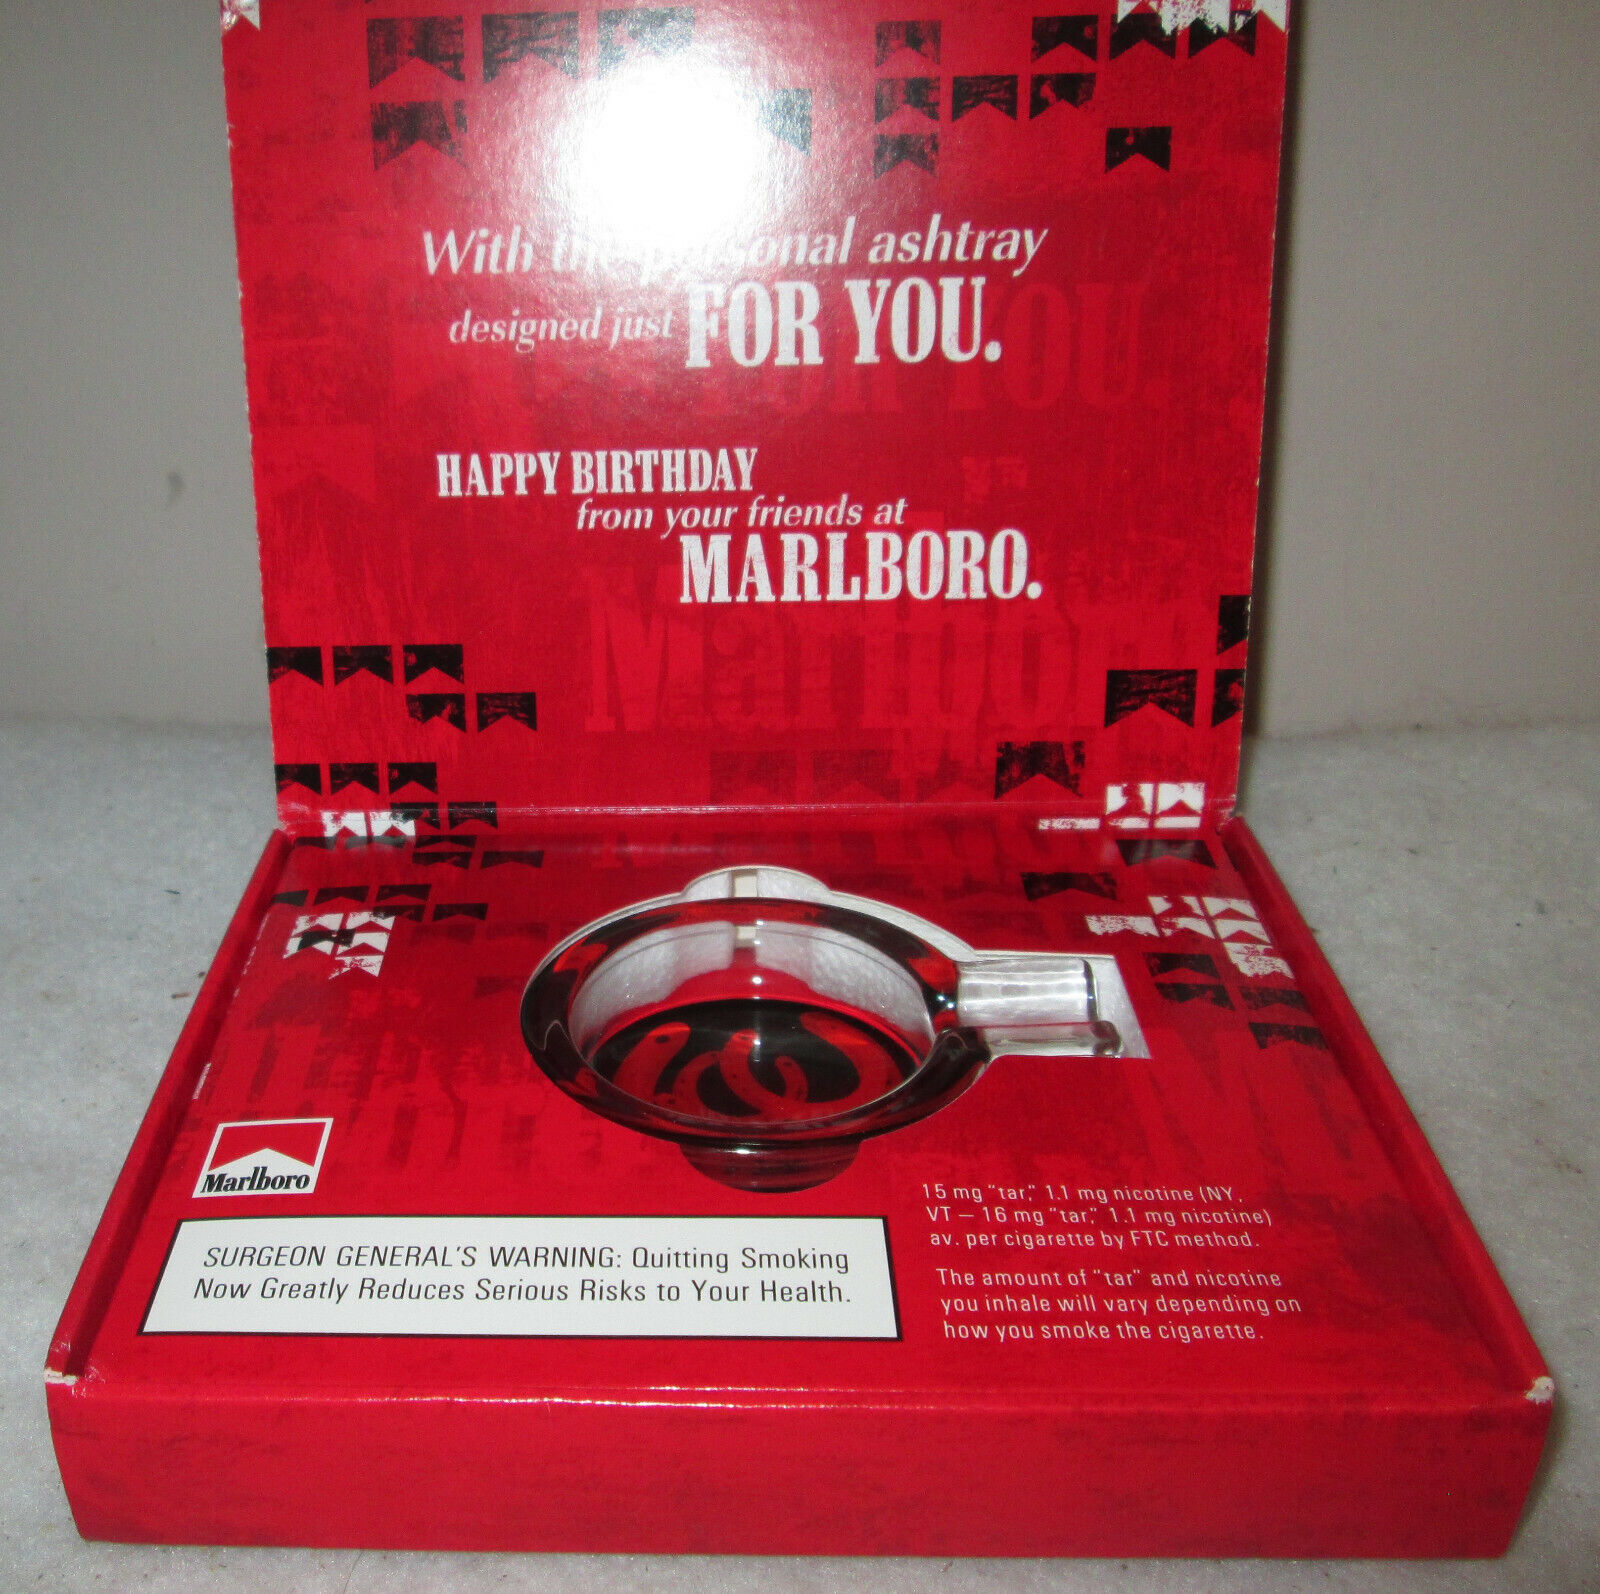 With the personal ashtray
designed just FOR YOU.
HAPPY BIRTHDAY
from your friends at
MARLBORO.
Marlboro
Marlboro
SURGEON GENERAL'S WARNING: Quitting Smoking
Now Greatly Reduces Serious Risks to Your Health.
15 mg "tar," 1.1 mg nicotine (NY,
VT – 16 mg "tar," 1.1 mg nicotine)
av. per cigarette by FTC method.
The amount of "tar" and nicotine
you inhale will vary depending on
how you smoke the cigarette.